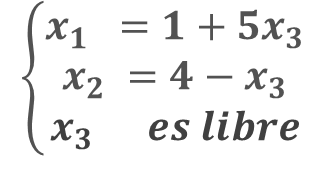 x₁ = 1 + 5x₃
x₂ = 4 − x₃
x₃ es libre